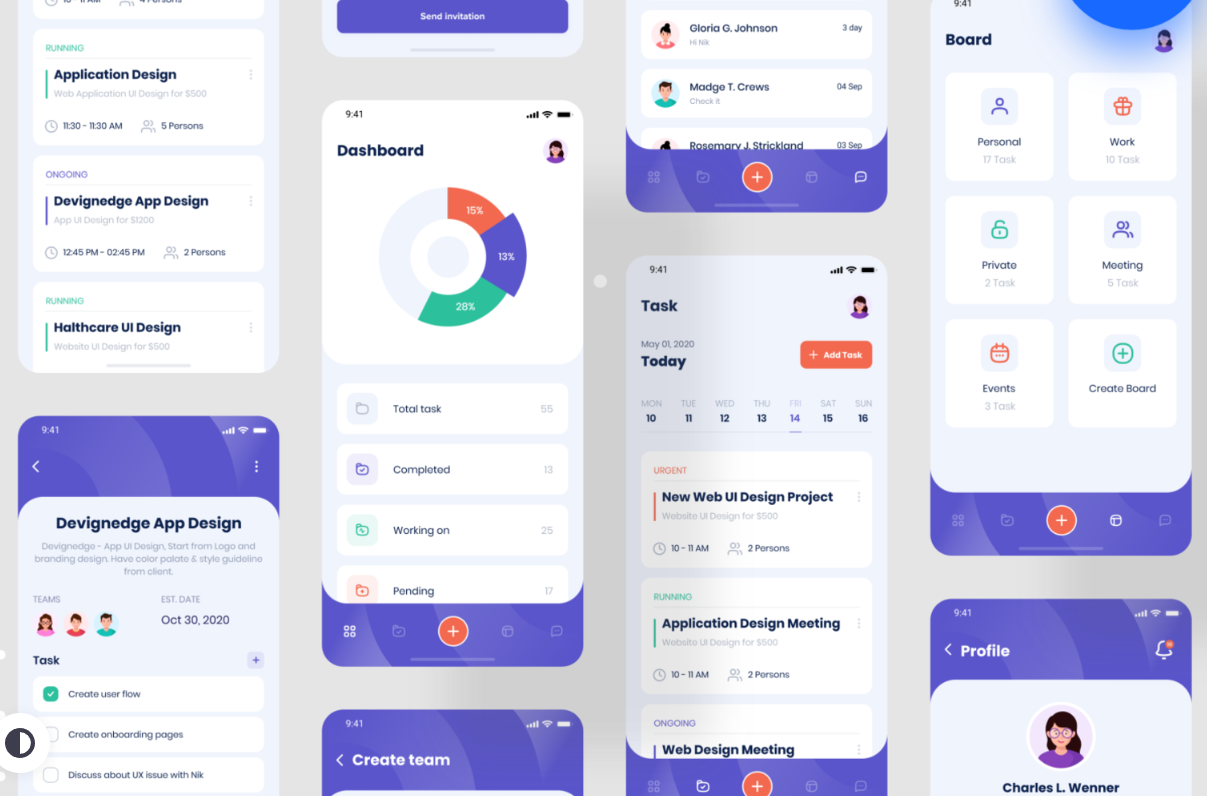 4 Persons
RUNNING
Application Design
Web Application UI Design for $500
11:30 - 11:30 AM
5 Persons
ONGOING
Devignedge App Design
App UI Design for $1200
12:45 PM - 02:45 PM
2 Persons
RUNNING
Halthcare UI Design
Website UI Design for $500
9:41
Devignedge App Design
Devignedge - App UI Design, Start from Logo and
branding design. Have color palate & style guideline
from client.
TEAMS
EST. DATE
Oct 30, 2020
Task
+
Create user flow
Create onboarding pages
Discuss about UX issue with Nik
Send invitation
9:41
Dashboard
15%
13%
28%
Total task
55
Completed
13
Working on
25
Pending
17
9:41
Create team
Gloria G. Johnson
3 day
Hi Nik
Madge T. Crews
04 Sep
Check it
Rosemary J. Strickland
03 Sep
9:41
Task
May 01, 2020
Today
+ Add Task
MON TUE WED THU FRI SAT SUN
10 11 12 13 14 15 16
URGENT
New Web UI Design Project
Website UI Design for $500
10 - 11 AM
2 Persons
RUNNING
Application Design Meeting
Website UI Design for $500
10 - 11 AM
2 Persons
ONGOING
Web Design Meeting
9:41
Board
Personal
17 Task
Work
10 Task
Private
2 Task
Meeting
5 Task
Events
3 Task
Create Board
9:41
Profile
Charles L. Wenner